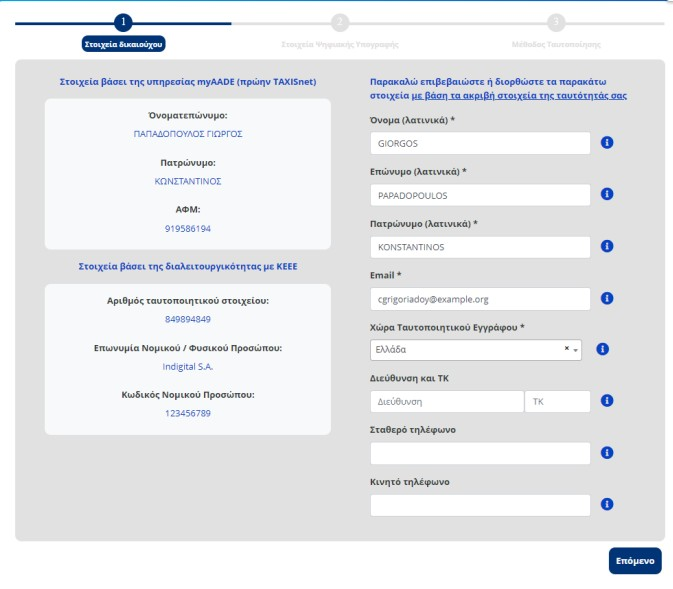 1
2
3
Στοιχεία δικαιούχου
Στοιχεία Ψηφιακής Υπογραφής
Μέθοδος Ταυτοποίησης
Στοιχεία βάσει της υπηρεσίας myAADE (πρώην TAXISnet)
Όνοματεπώνυμο:
ΠΑΠΑΔΟΠΟΥΛΟΣ ΓΙΩΡΓΟΣ
Πατρώνυμο:
ΚΩΝΣΤΑΝΤΙΝΟΣ
ΑΦΜ:
919586194
Στοιχεία βάσει της διαλειτουργικότητας με ΚΕΕΕ
Αριθμός ταυτοποιητικού στοιχείου:
849894849
Επωνυμία Νομικού / Φυσικού Προσώπου:
Indigital S.A.
Κωδικός Νομικού Προσώπου:
123456789
Παρακαλώ επιβεβαιώστε ή διορθώστε τα παρακάτω
στοιχεία με βάση τα ακριβή στοιχεία της ταυτότητάς σας
Όνομα (λατινικά) *
GIORGOS
Επώνυμο (λατινικά) *
PAPADOPOULOS
Πατρώνυμο (λατινικά) *
KONSTANTINOS
Email *
cgrigoriadoy@example.org
Χώρα Ταυτοποιητικού Εγγράφου *
Ελλάδα
Διεύθυνση και ΤΚ
Διεύθυνση
ΤΚ
Σταθερό τηλέφωνο
Κινητό τηλέφωνο
Επόμενο